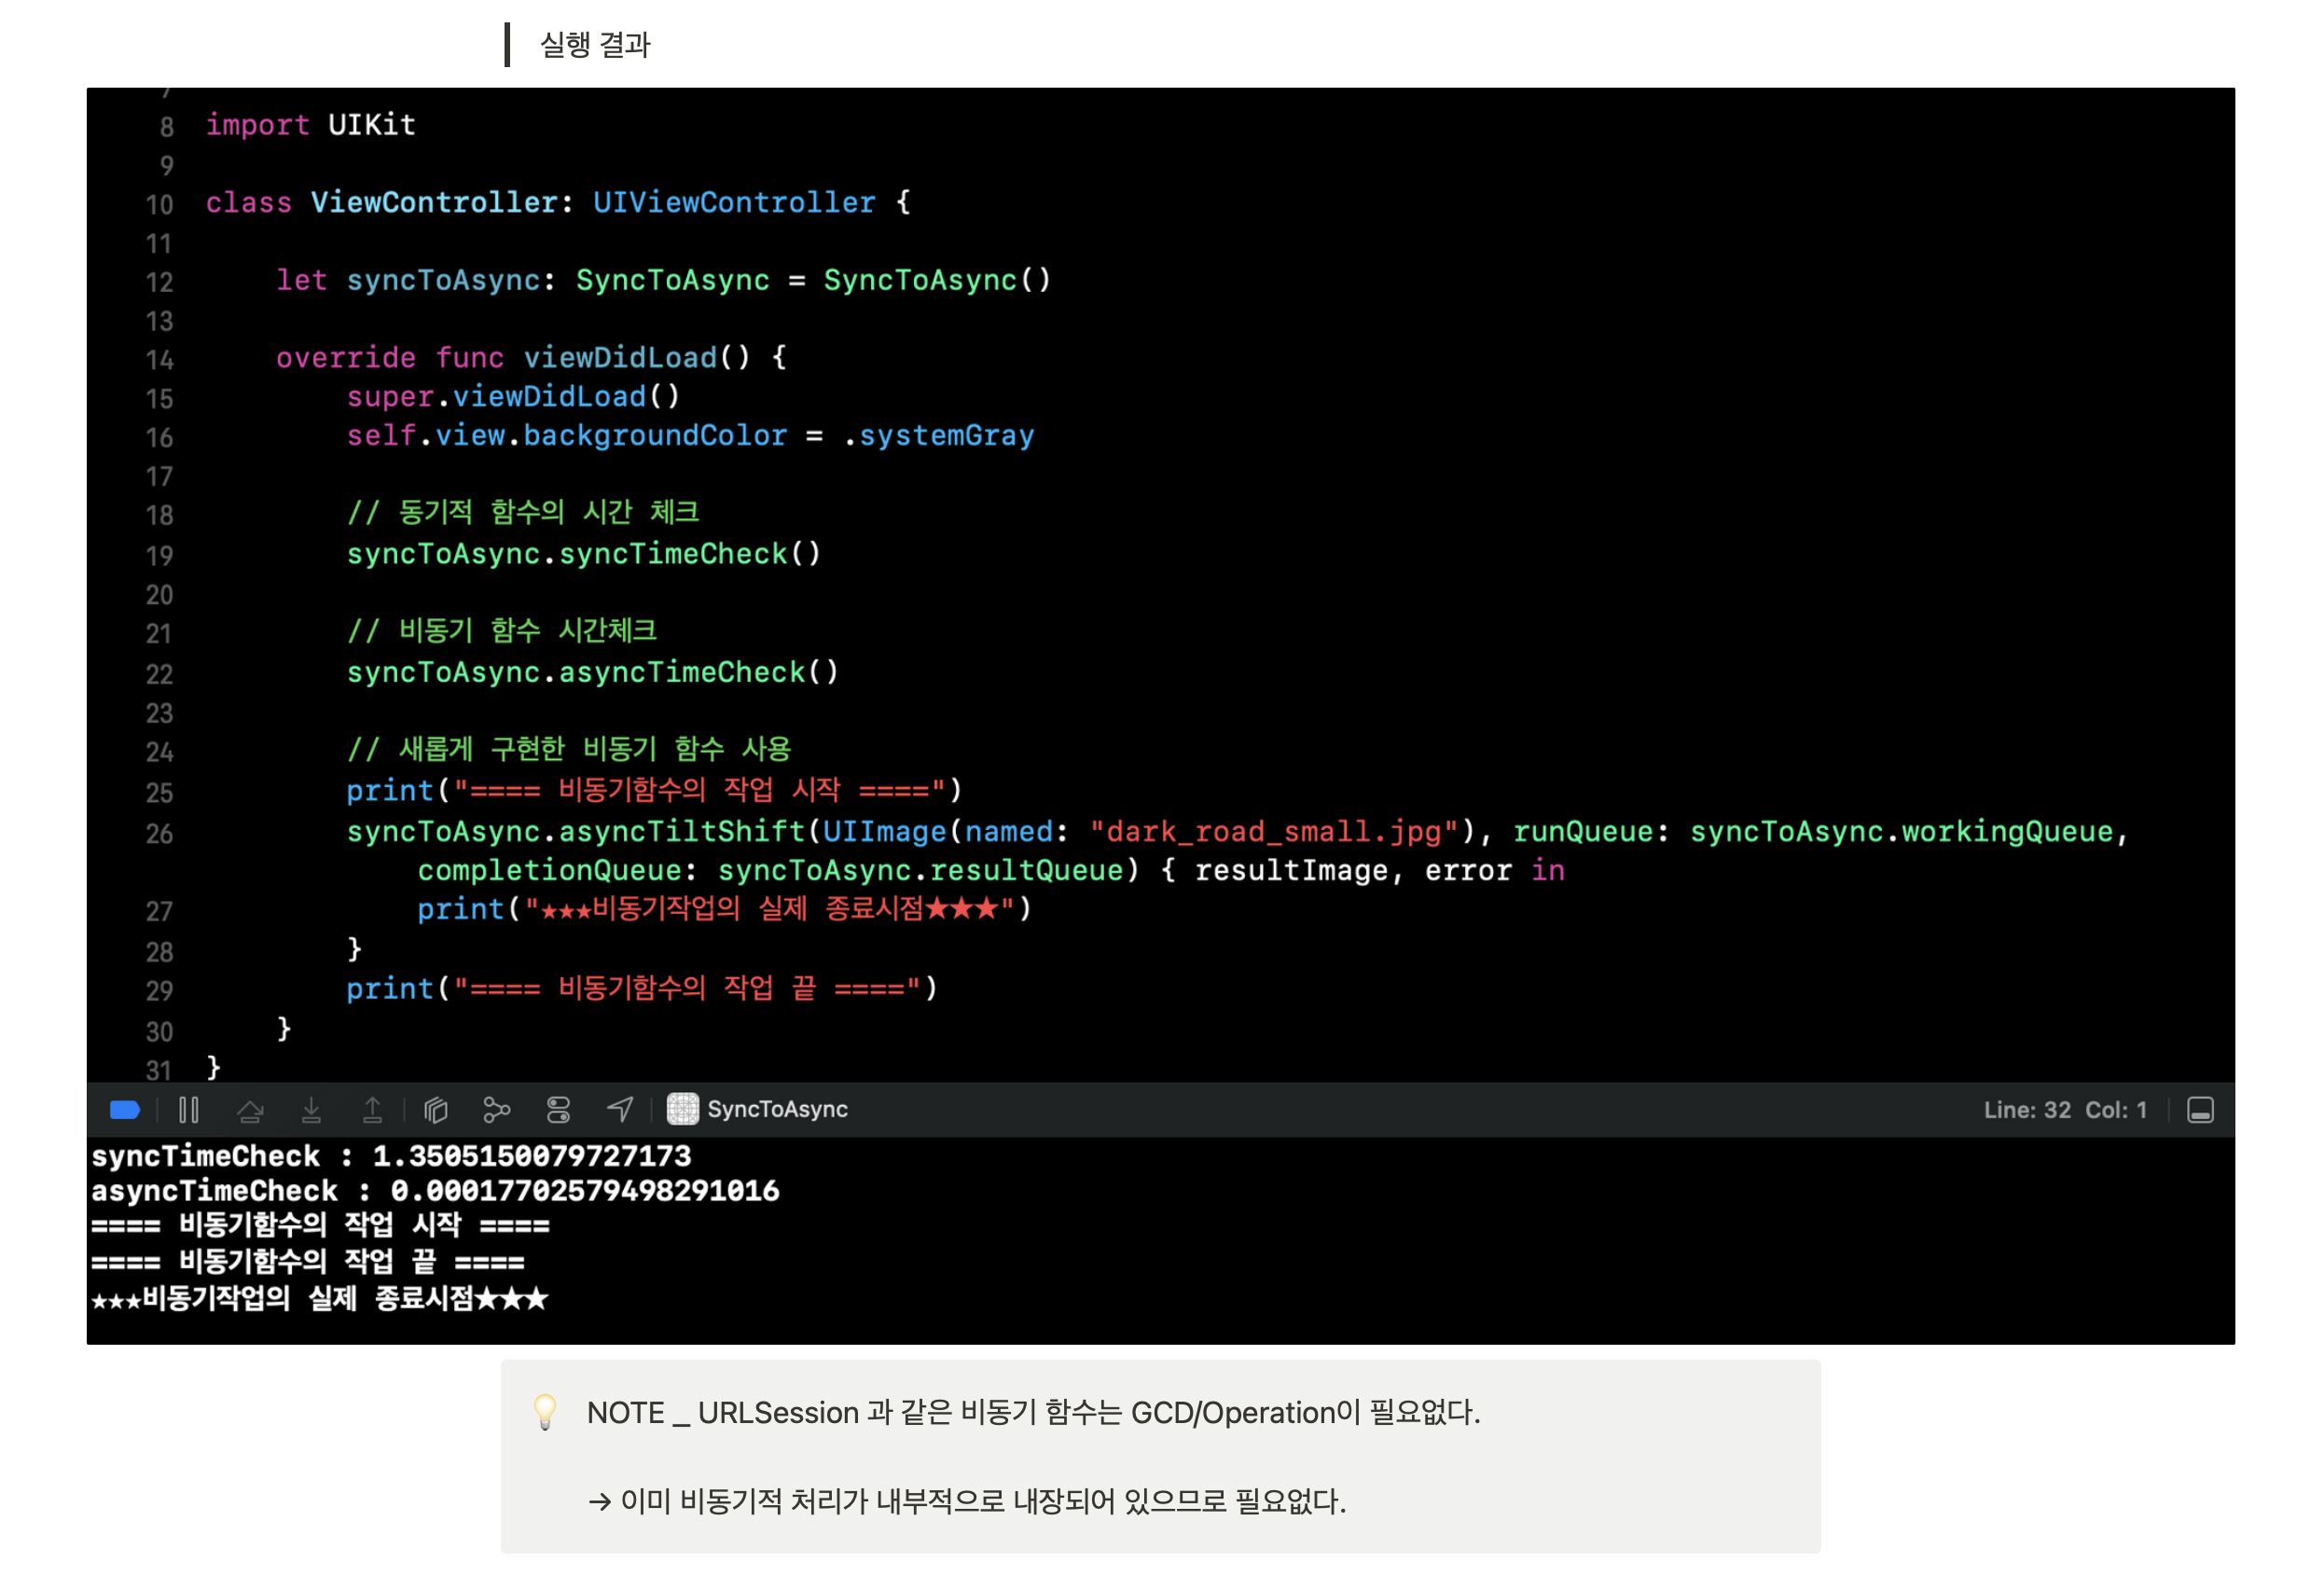 실행 결과
7
8 import UIKit
9
10 class ViewController: UIViewController {
11
12     let syncToAsync: SyncToAsync = SyncToAsync()
13
14     override func viewDidLoad() {
15         super.viewDidLoad()
16         self.view.backgroundColor = .systemGray
17
18         // 동기적 함수의 시간 체크
19         syncToAsync.syncTimeCheck()
20
21         // 비동기 함수 시간체크
22         syncToAsync.asyncTimeCheck()
23
24         // 새롭게 구현한 비동기 함수 사용
25         print("==== 비동기함수의 작업 시작 ====")
26         syncToAsync.asyncTiltShift(UIImage(named: "dark_road_small.jpg"), runQueue: syncToAsync.workingQueue,
            completionQueue: syncToAsync.resultQueue) { resultImage, error in
27             print("★★★비동기작업의 실제 종료시점★★★")
28         }
29         print("==== 비동기함수의 작업 끝 ====")
30     }
31 }
SyncToAsync Line: 32 Col: 1
syncTimeCheck : 1.3505150079727173
asyncTimeCheck : 0.00017702579498291016
==== 비동기함수의 작업 시작 ====
==== 비동기함수의 작업 끝 ====
★★★비동기작업의 실제 종료시점★★★
NOTE _ URLSession 과 같은 비동기 함수는 GCD/Operation이 필요없다.
→ 이미 비동기적 처리가 내부적으로 내장되어 있으므로 필요없다.